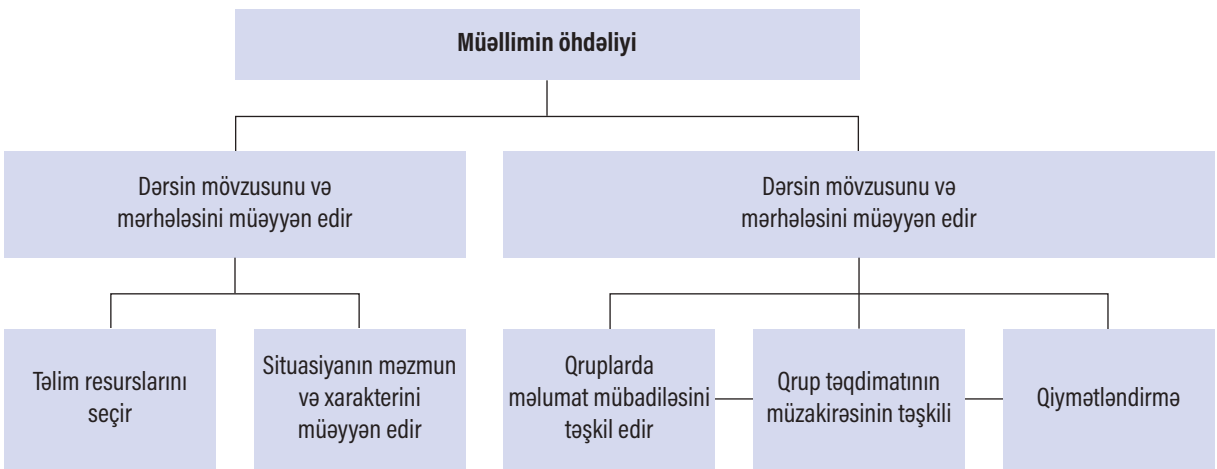 Müəllimin öhdəliyi
Dərsin mövzusunu və
mərhələsini müəyyən edir
Dərsin mövzusunu və
mərhələsini müəyyən edir
Təlim resurslarını
seçir
Situasiyanın məzmun
və xarakterini
müəyyən edir
Qruplarda
məlumat mübadiləsini
təşkil edir
Qrup təqdimatının
müzakirəsinin təşkili
Qiymətləndirmə